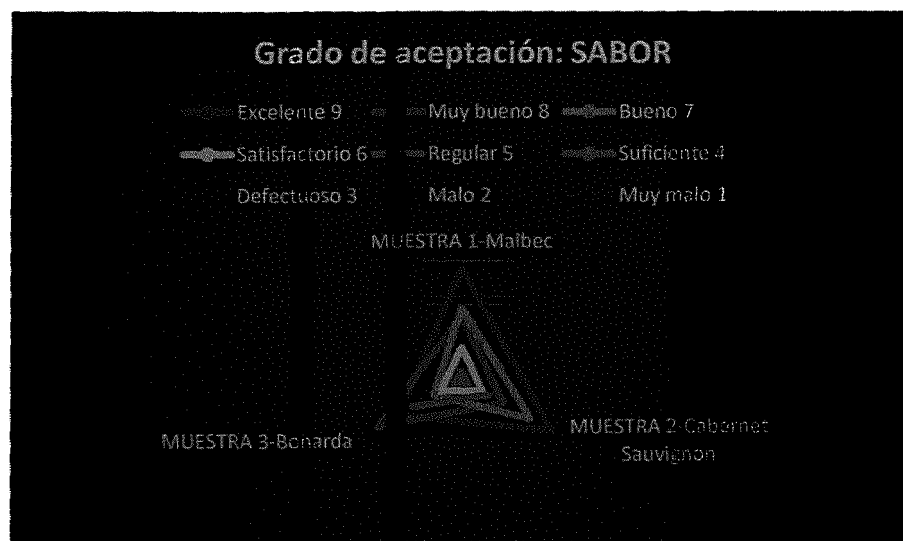 Grado de aceptación: SABOR
Excelente 9 Muy bueno 8 Bueno 7
Satisfactorio 6 Regular 5 Suficiente 4
Defectuoso 3 Malo 2 Muy malo 1
MUESTRA 1-Malbec
MUESTRA 3-Bonarda
MUESTRA 2-Cabernet
Sauvignon